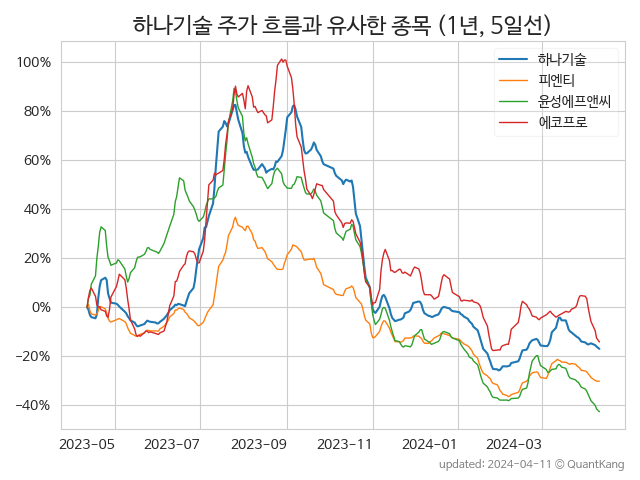 하나기술 주가 흐름과 유사한 종목 (1년, 5일선)
하나기술
피엔티
윤성에프앤씨
에코프로
100%
80%
60%
40%
20%
0%
−20%
−40%
2023-05
2023-07
2023-09
2023-11
2024-01
2024-03
updated: 2024-04-11 © QuantKang